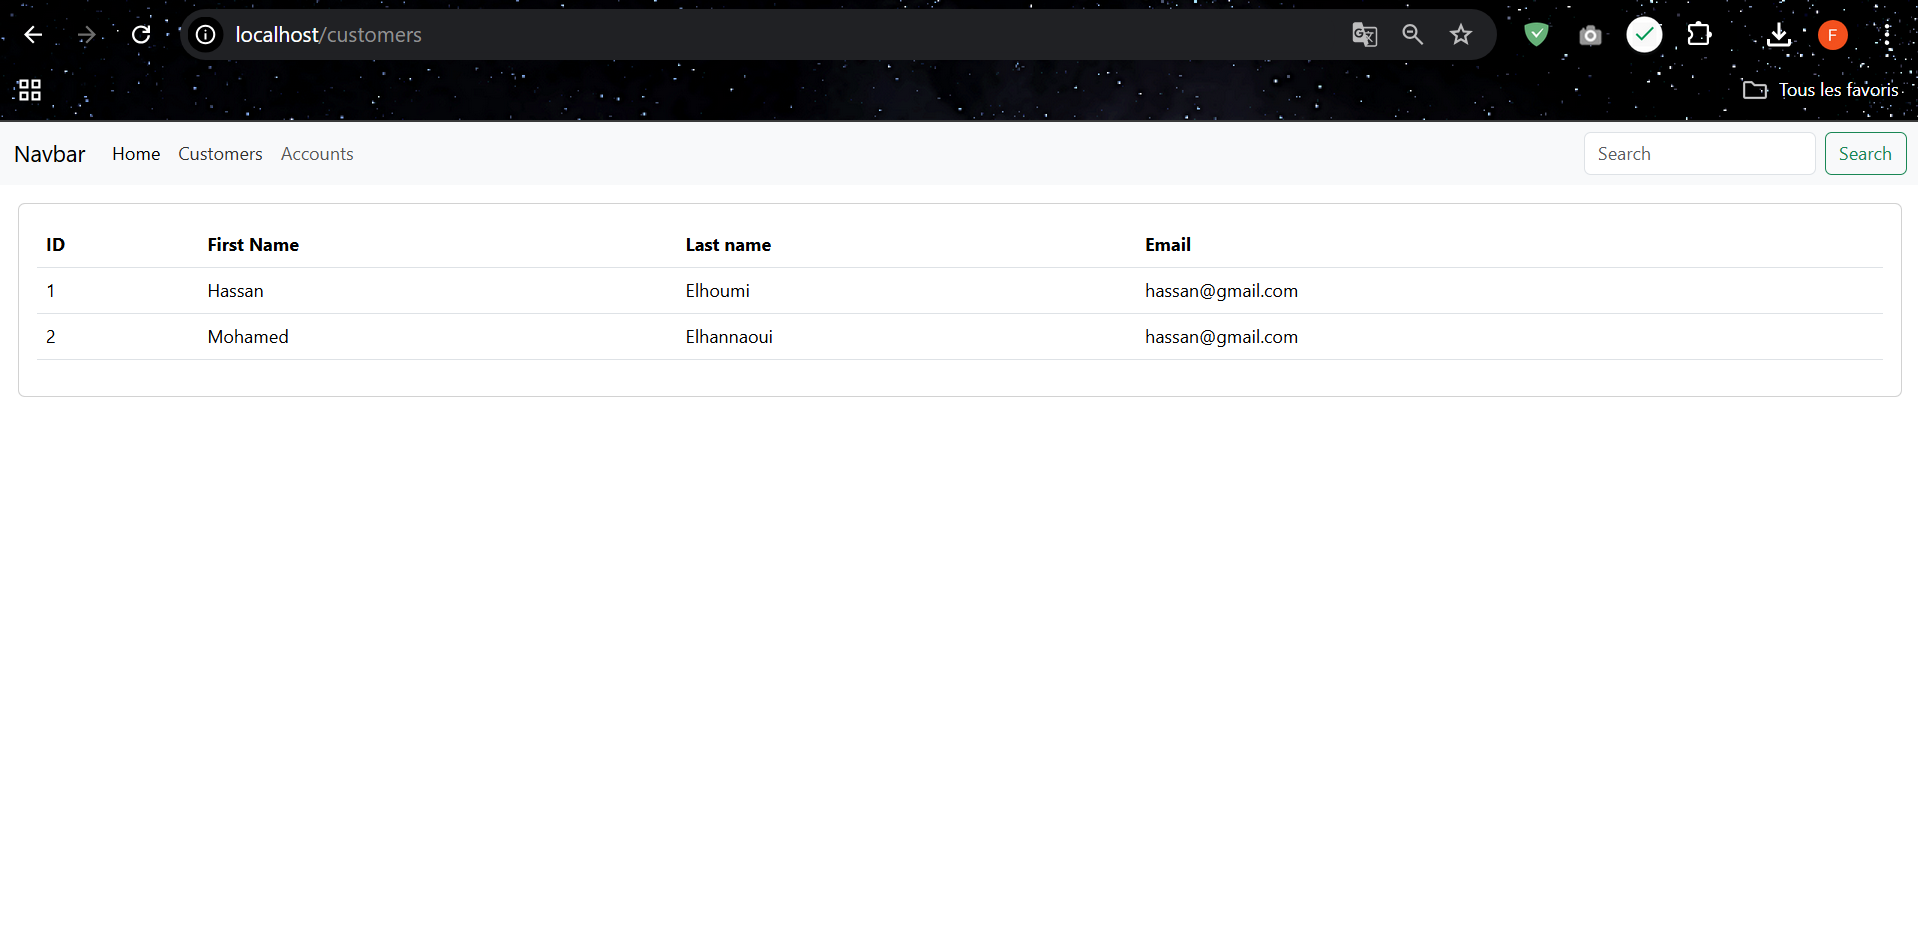 localhost/customers
Tous les favoris
Navbar Home Customers Accounts Search Search
ID First Name Last name Email
1 Hassan Elhoumi hassan@gmail.com
2 Mohamed Elhannaoui hassan@gmail.com
F